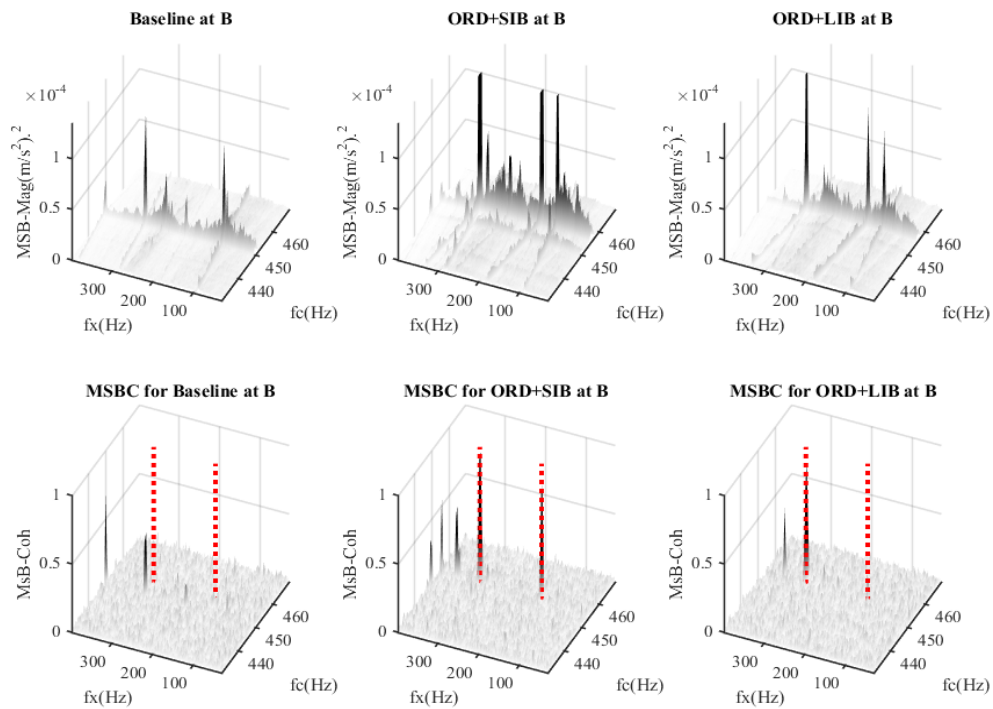 Baseline at B
ORD+SIB at B
ORD+LIB at B
×10⁻⁴
×10⁻⁴
×10⁻⁴
MSB-Mag(m/s²).²
MSB-Mag(m/s²).²
MSB-Mag(m/s²).²
1
0.5
0
1
0.5
0
1
0.5
0
300
200
100
440
450
460
300
200
100
440
450
460
300
200
100
440
450
460
fx(Hz)
fc(Hz)
fx(Hz)
fc(Hz)
fx(Hz)
fc(Hz)
MSBC for Baseline at B
MSBC for ORD+SIB at B
MSBC for ORD+LIB at B
MsB-Coh
MsB-Coh
MsB-Coh
1
0.5
0
1
0.5
0
1
0.5
0
300
200
100
440
450
460
300
200
100
440
450
460
300
200
100
440
450
460
fx(Hz)
fc(Hz)
fx(Hz)
fc(Hz)
fx(Hz)
fc(Hz)